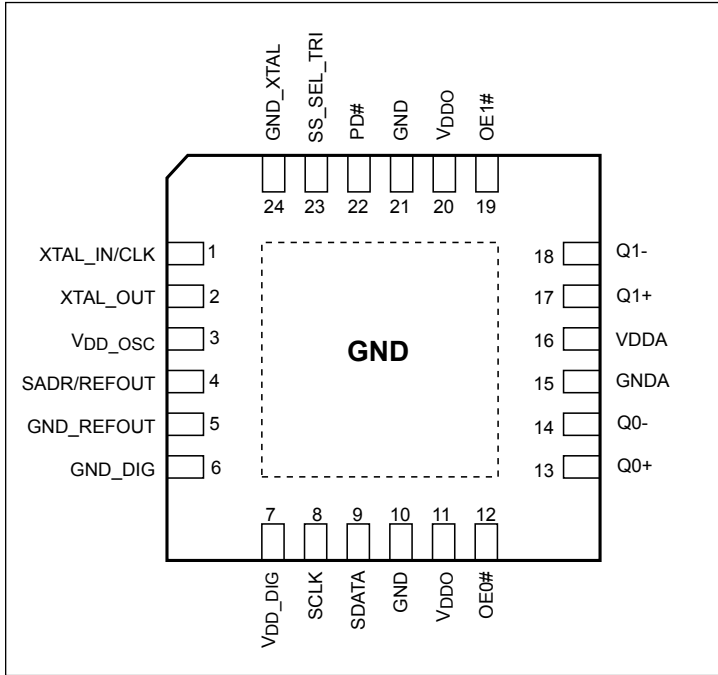 GND_XTAL
SS_SEL_TRI
PD#
GND
VDDO
OE1#
24
23
22
21
20
19
XTAL_IN/CLK 1
XTAL_OUT 2
VDD_OSC 3
SADR/REFOUT 4
GND_REFOUT 5
GND_DIG 6
GND
18 Q1-
17 Q1+
16 VDDA
15 GNDA
14 Q0-
13 Q0+
7
8
9
10
11
12
VDD_DIG
SCLK
SDATA
GND
VDDO
OE0#